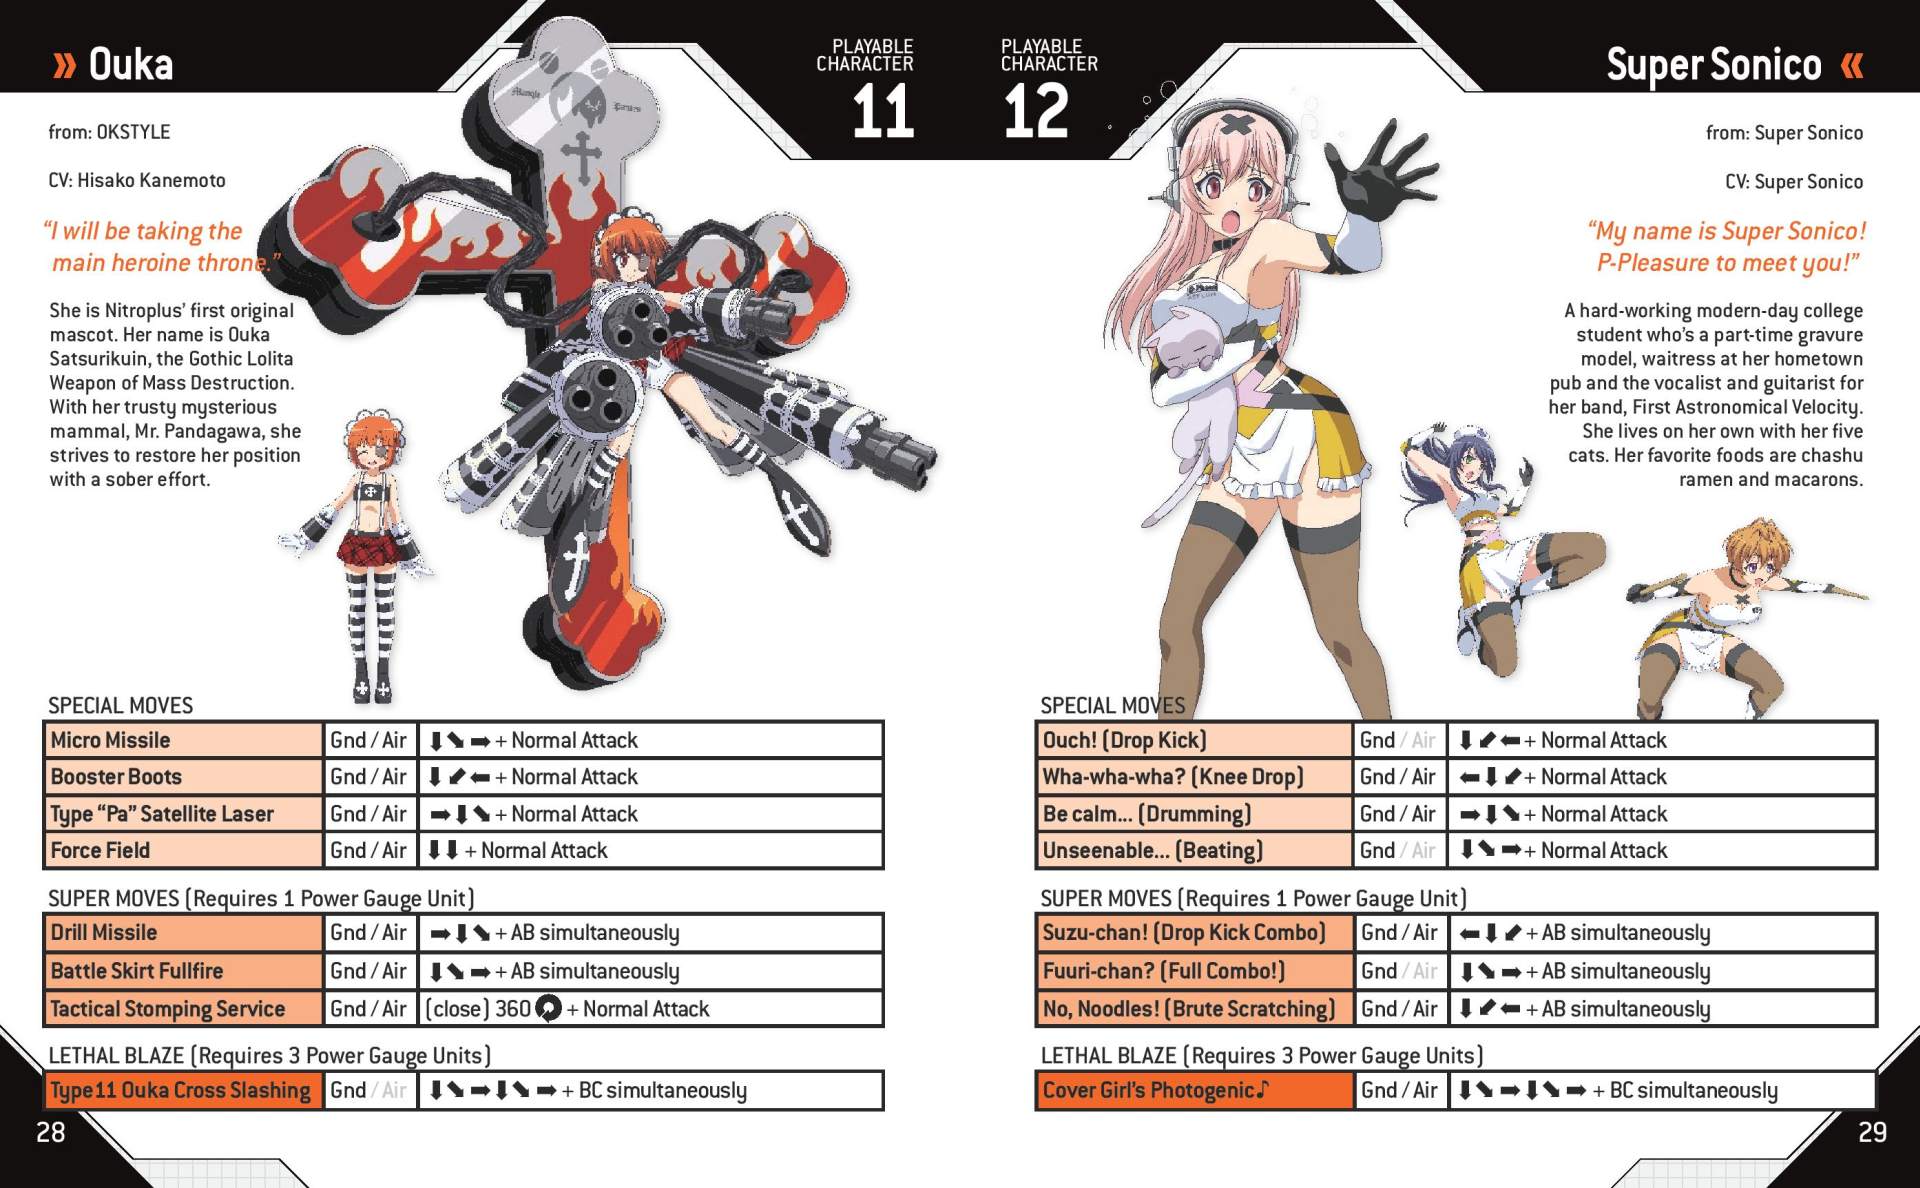 » Ouka
PLAYABLE
CHARACTER
11
from: OKSTYLE
CV: Hisako Kanemoto
“I will be taking the
main heroine throne.”
She is Nitroplus’ first original
mascot. Her name is Ouka
Satsurikuin, the Gothic Lolita
Weapon of Mass Destruction.
With her trusty mysterious
mammal, Mr. Pandagawa, she
strives to restore her position
with a sober effort.
SPECIAL MOVES
Micro Missile Gnd / Air ⬇⬊➡ + Normal Attack
Booster Boots Gnd / Air ⬇⬋⬅ + Normal Attack
Type “Pa” Satellite Laser Gnd / Air ➡⬇⬊ + Normal Attack
Force Field Gnd / Air ⬇⬇ + Normal Attack
SUPER MOVES (Requires 1 Power Gauge Unit)
Drill Missile Gnd / Air ➡⬇⬊ + AB simultaneously
Battle Skirt Fullfire Gnd / Air ⬇⬊➡ + AB simultaneously
Tactical Stomping Service Gnd / Air (close) 360 + Normal Attack
LETHAL BLAZE (Requires 3 Power Gauge Units)
Type11 Ouka Cross Slashing Gnd / Air ⬇⬊➡⬇⬊➡ + BC simultaneously
28
PLAYABLE
CHARACTER
12
Super Sonico «
from: Super Sonico
CV: Super Sonico
“My name is Super Sonico!
P-Pleasure to meet you!”
A hard-working modern-day college
student who’s a part-time gravure
model, waitress at her hometown
pub and the vocalist and guitarist for
her band, First Astronomical Velocity.
She lives on her own with her five
cats. Her favorite foods are chashu
ramen and macarons.
SPECIAL MOVES
Ouch! (Drop Kick) Gnd / Air ⬇⬋⬅ + Normal Attack
Wha-wha-wha? (Knee Drop) Gnd / Air ⬅⬇⬋ + Normal Attack
Be calm... (Drumming) Gnd / Air ➡⬇⬊ + Normal Attack
Unseenable... (Beating) Gnd / Air ⬇⬊➡ + Normal Attack
SUPER MOVES (Requires 1 Power Gauge Unit)
Suzu-chan! (Drop Kick Combo) Gnd / Air ⬅⬇⬋ + AB simultaneously
Fuuri-chan? (Full Combo!) Gnd / Air ⬇⬊➡ + AB simultaneously
No, Noodles! (Brute Scratching) Gnd / Air ⬇⬋⬅ + AB simultaneously
LETHAL BLAZE (Requires 3 Power Gauge Units)
Cover Girl’s Photogenic♪ Gnd / Air ⬇⬊➡⬇⬊➡ + BC simultaneously
29